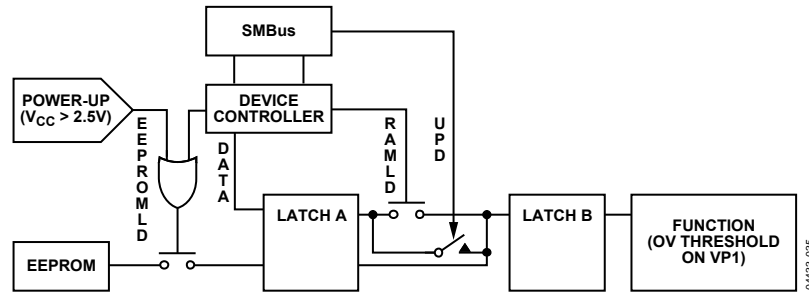 SMBus
POWER-UP
(VCC > 2.5V)
DEVICE
CONTROLLER
EEPROMLD
DATA
RAMLD
UPD
LATCH A
LATCH B
FUNCTION
(OV THRESHOLD
ON VP1)
EEPROM